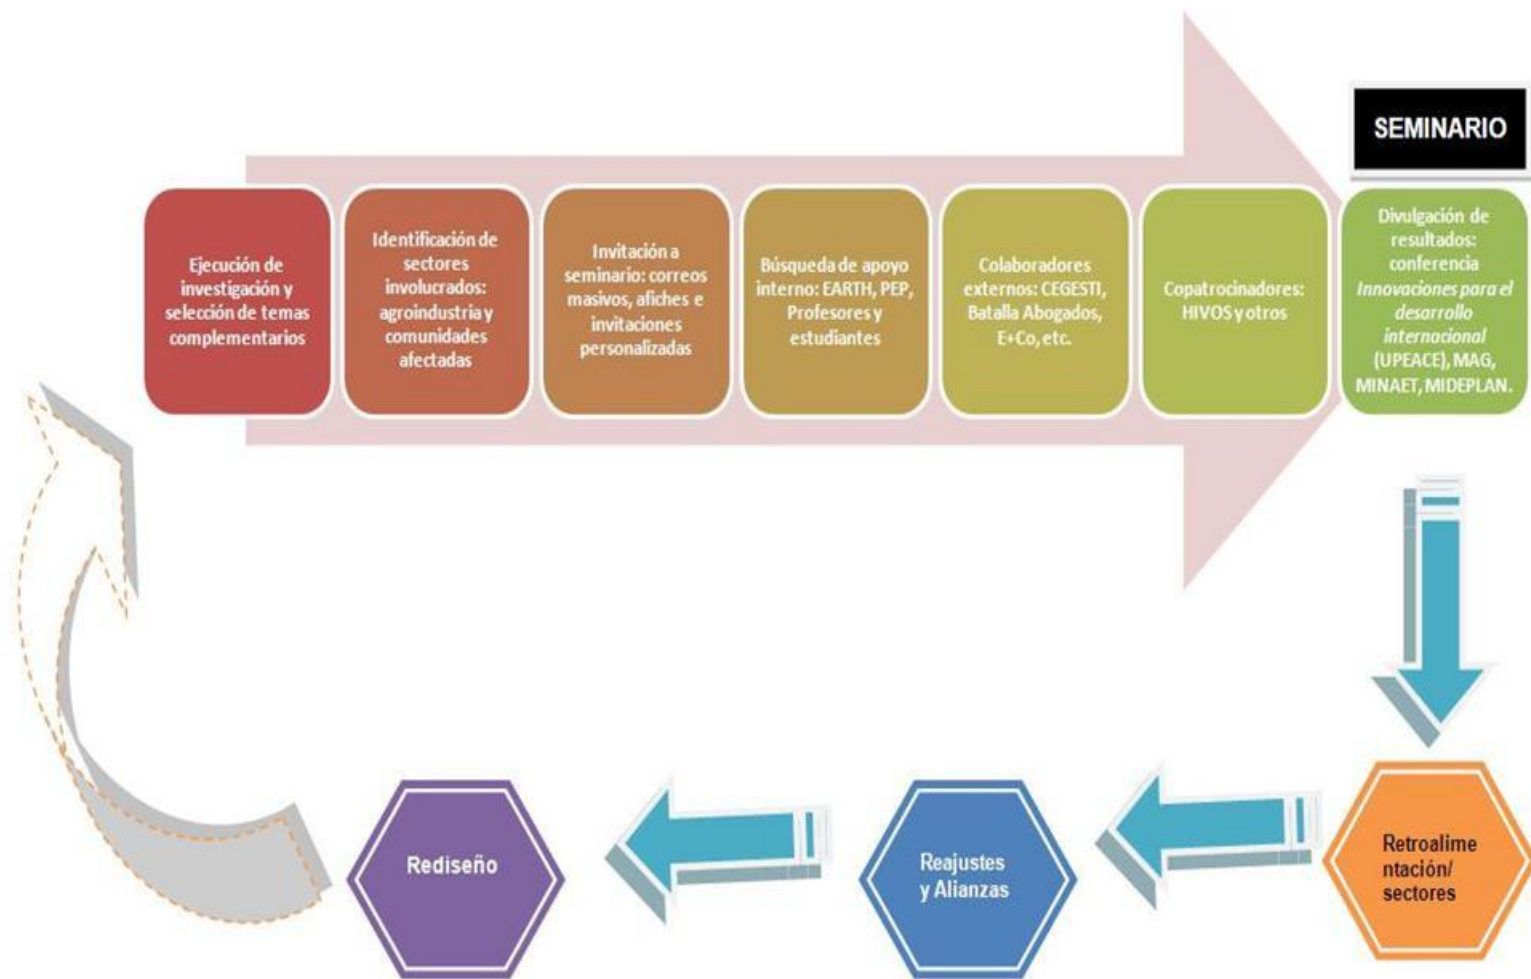 SEMINARIO
Ejecución de
investigación y
selección de temas
complementarios
Identificación de
sectores
involucrados:
agroindustria y
comunidades
afectadas
Invitación a
seminario: correos
masivos, afiches e
invitaciones
personalizadas
Búsqueda de apoyo
interno: EARTH, PEP,
Profesores y
estudiantes
Colaboradores
externos: CEGESTI,
Batalla Abogados,
E+Co, etc.
Copatrocinadores:
HIVOS y otros
Divulgación de
resultados:
conferencia
Innovaciones para el
desarrollo
internacional
(UPEACE), MAG,
MINAET, MIDEPLAN.
Retroalime
ntación/
sectores
Reajustes
y Alianzas
Rediseño